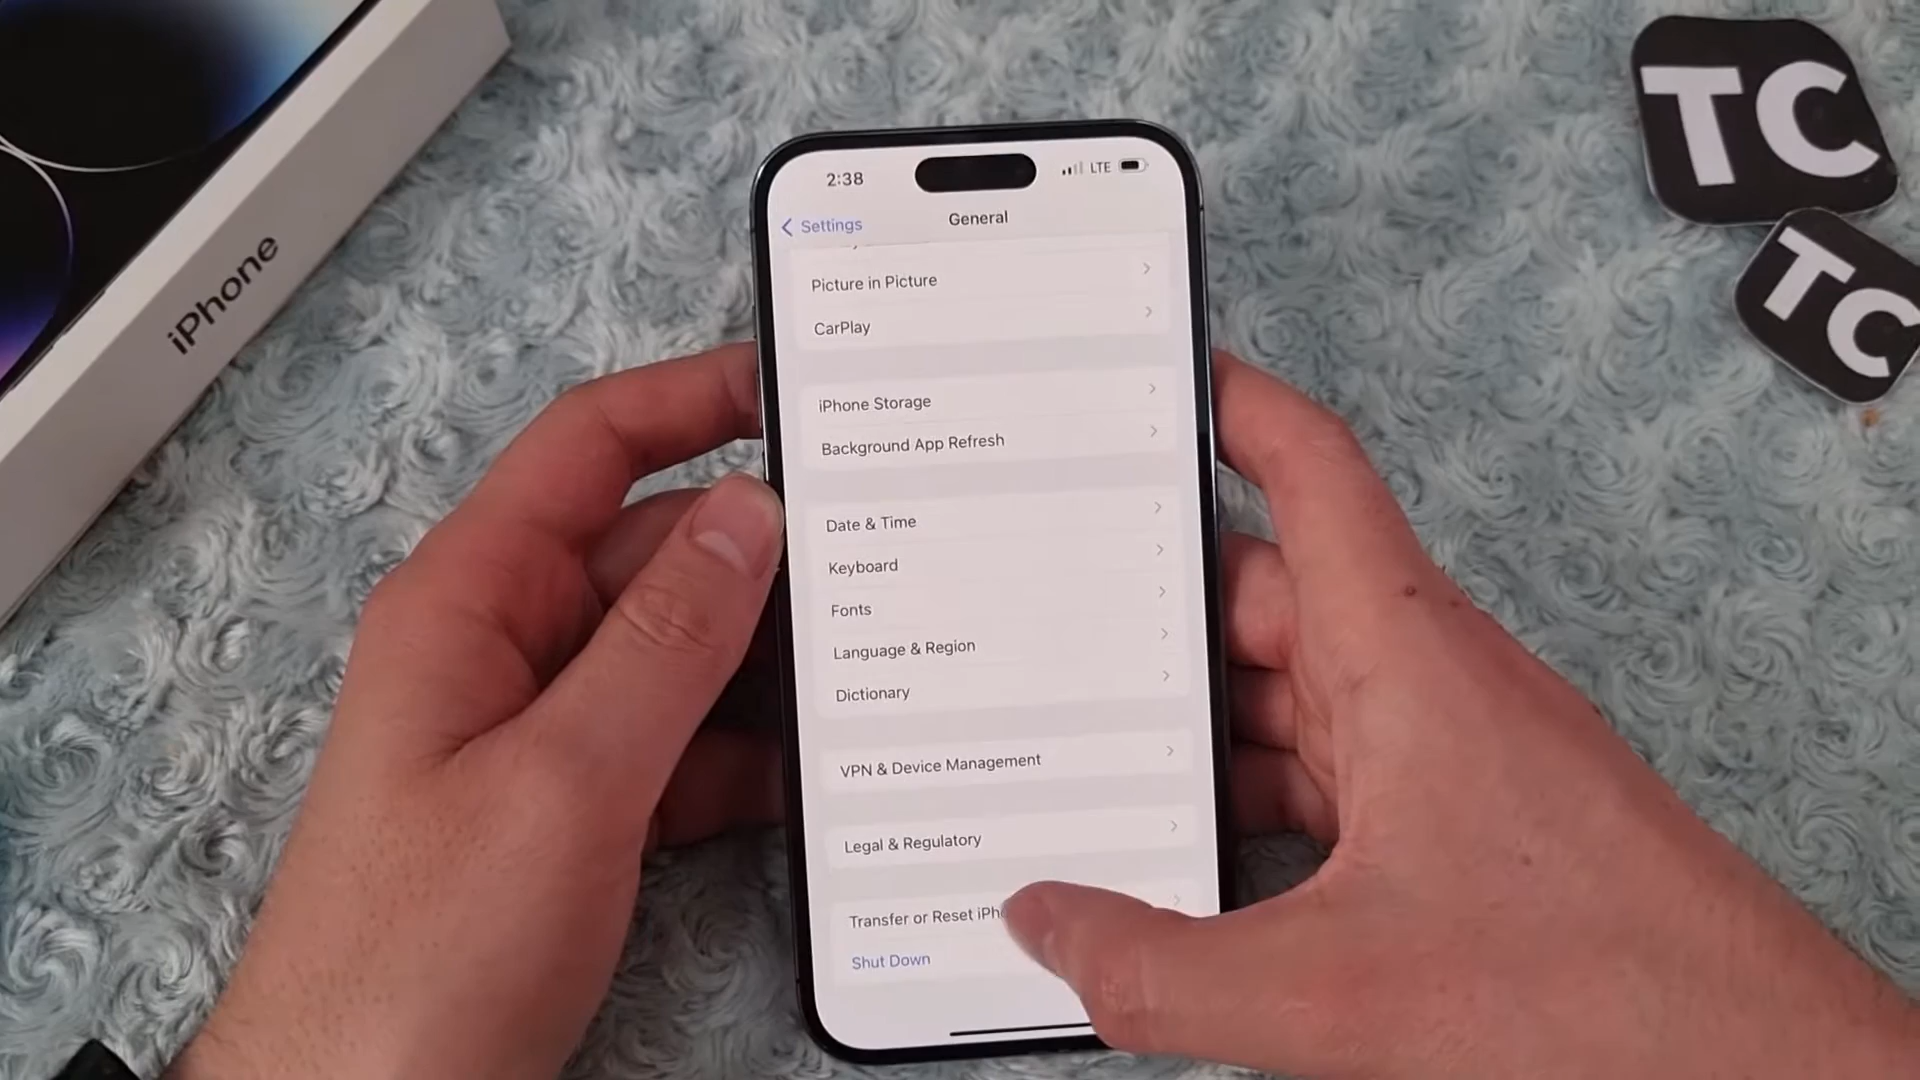 iPhone
TC
TC
2:38
LTE
Settings
General
Picture in Picture
CarPlay
iPhone Storage
Background App Refresh
Date & Time
Keyboard
Fonts
Language & Region
Dictionary
VPN & Device Management
Legal & Regulatory
Transfer or Reset iPho
Shut Down